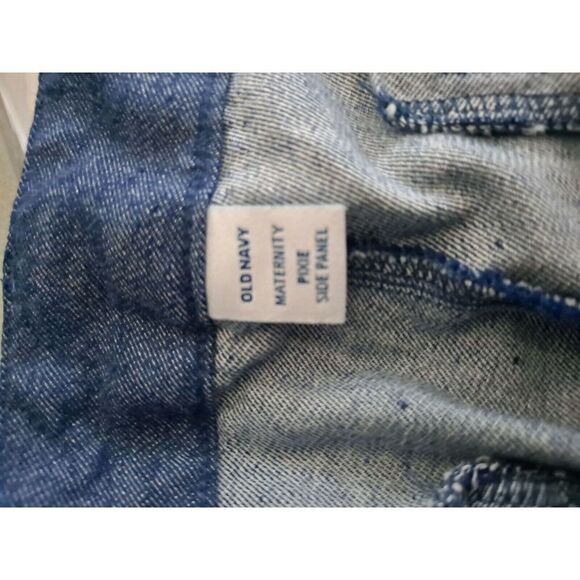 OLD NAVY
MATERNITY
PIXIE
SIDE PANEL